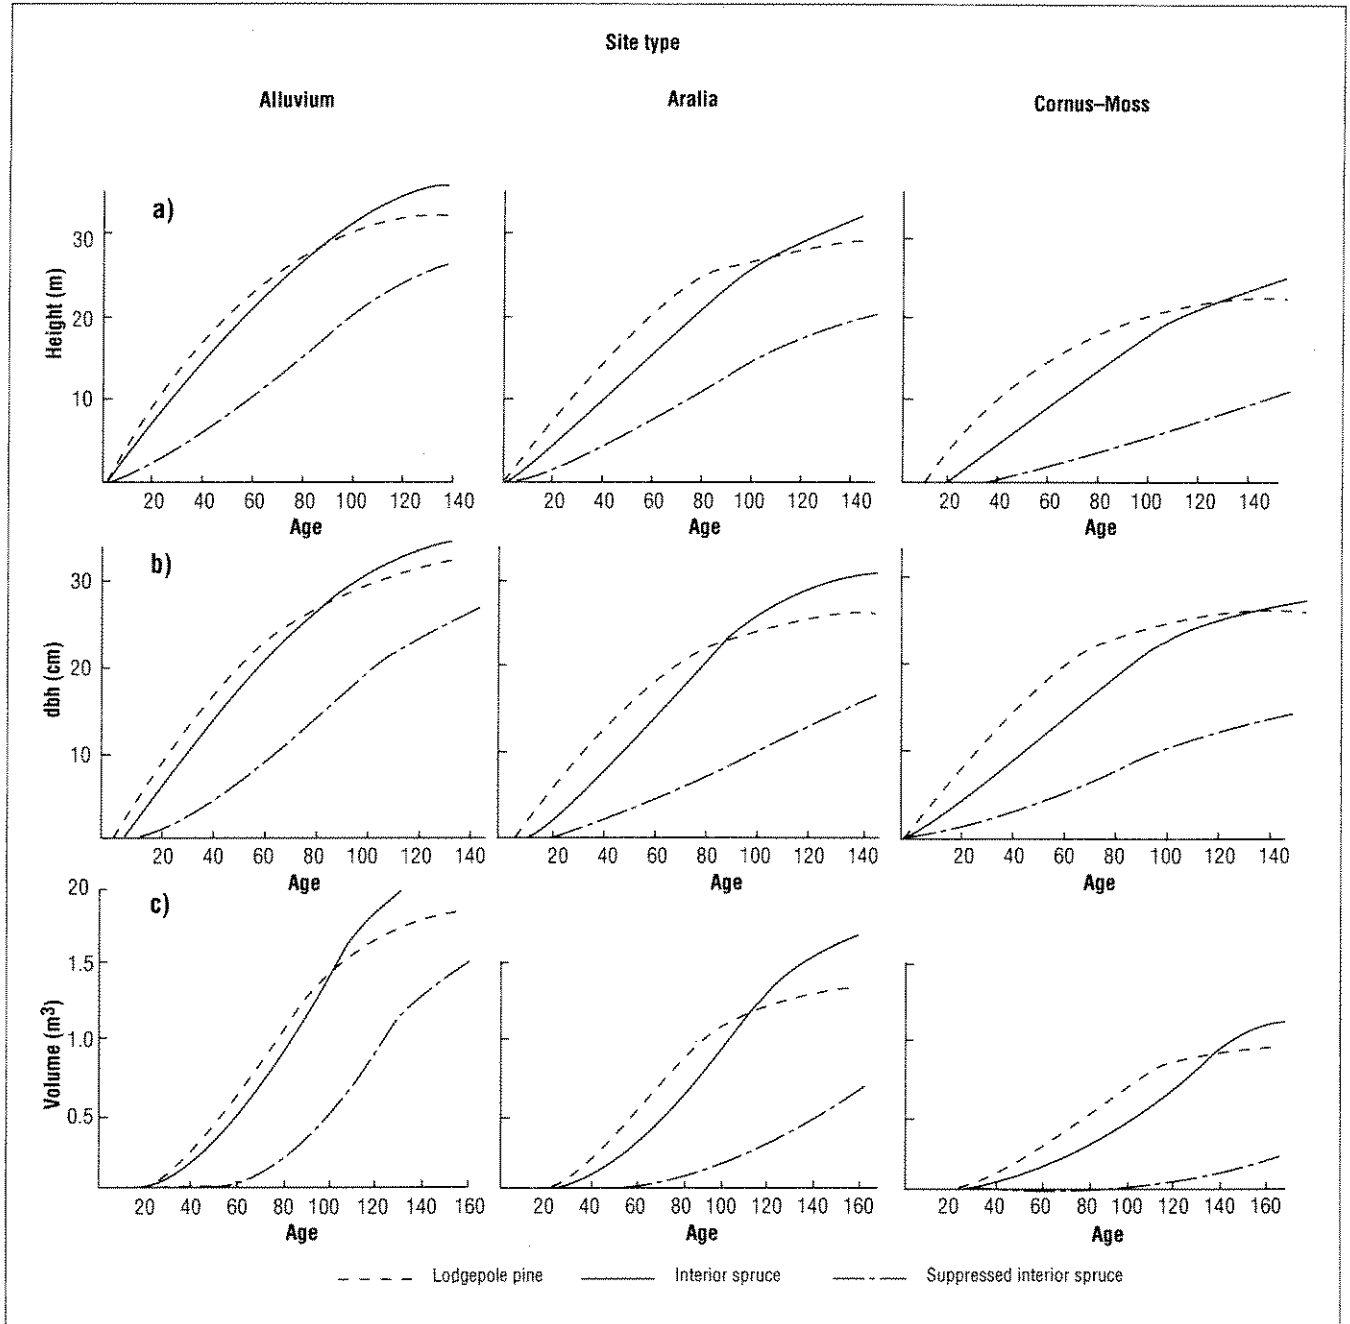 Site type
Alluvium Aralia Cornus–Moss
a)
30
20
10
Height (m)
20 40 60 80 100 120 140
Age
20 40 60 80 100 120 140
Age
20 40 60 80 100 120 140
Age
b)
30
20
10
dbh (cm)
20 40 60 80 100 120 140
Age
20 40 60 80 100 120 140
Age
20 40 60 80 100 120 140
Age
c)
20
1.5
1.0
0.5
Volume (m³)
20 40 60 80 100 120 140 160
Age
20 40 60 80 100 120 140 160
Age
20 40 60 80 100 120 140 160
Age
Lodgepole pine Interior spruce Suppressed interior spruce